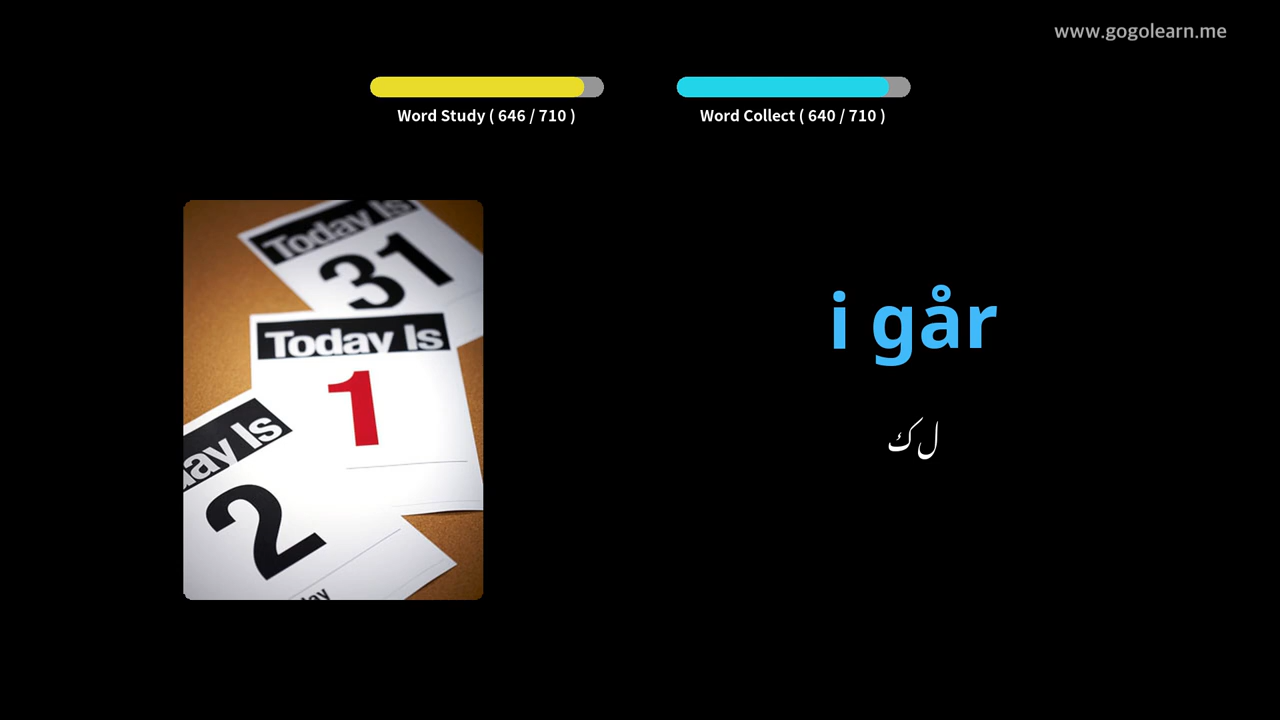 www.gogolearn.me
Word Study ( 646 / 710 )
Word Collect ( 640 / 710 )
Today Is
31
Today Is
1
ay Is
2
ay
i går
ل ک